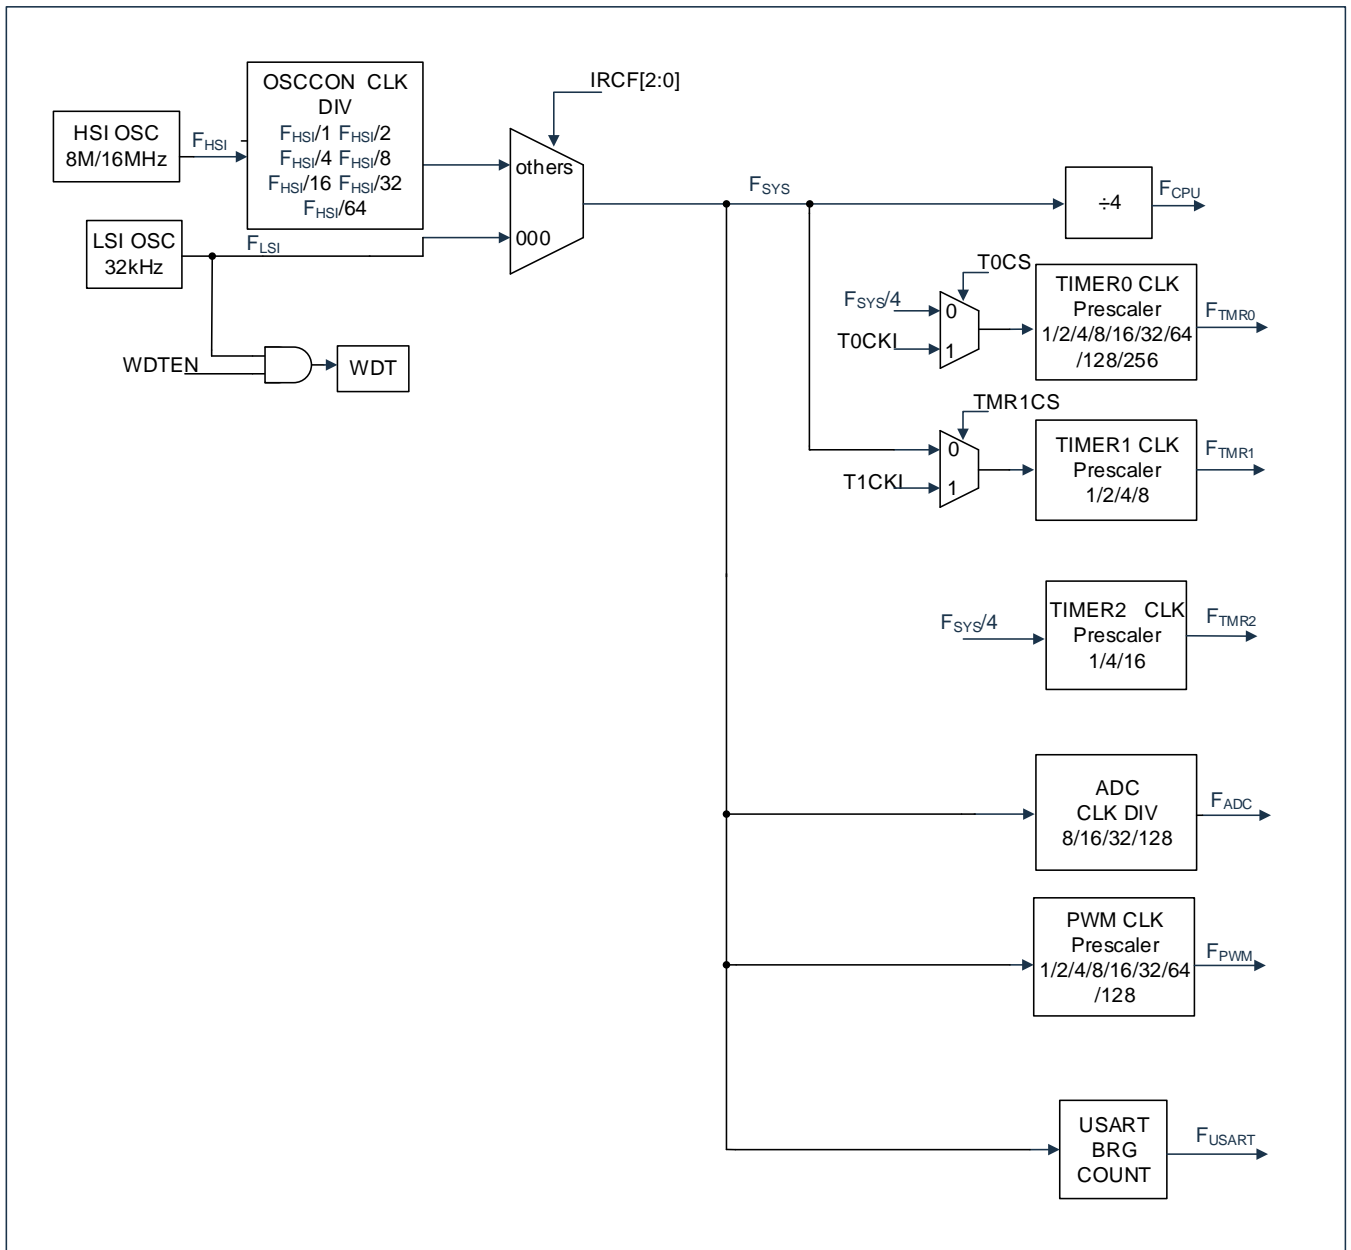 OSCCON CLK
DIV
FHSI/1 FHSI/2
FHSI/4 FHSI/8
FHSI/16 FHSI/32
FHSI/64
IRCF[2:0]
HSI OSC
8M/16MHz
FHSI
others
000
LSI OSC
32kHz
FLSI
WDTEN
WDT
FSYS
÷4
FCPU
T0CS
FSYS/4
T0CKI
0
1
TIMER0 CLK
Prescaler
1/2/4/8/16/32/64
/128/256
FTMR0
TMR1CS
T1CKI
0
1
TIMER1 CLK
Prescaler
1/2/4/8
FTMR1
FSYS/4
TIMER2 CLK
Prescaler
1/4/16
FTMR2
ADC
CLK DIV
8/16/32/128
FADC
PWM CLK
Prescaler
1/2/4/8/16/32/64
/128
FPWM
USART
BRG
COUNT
FUSART